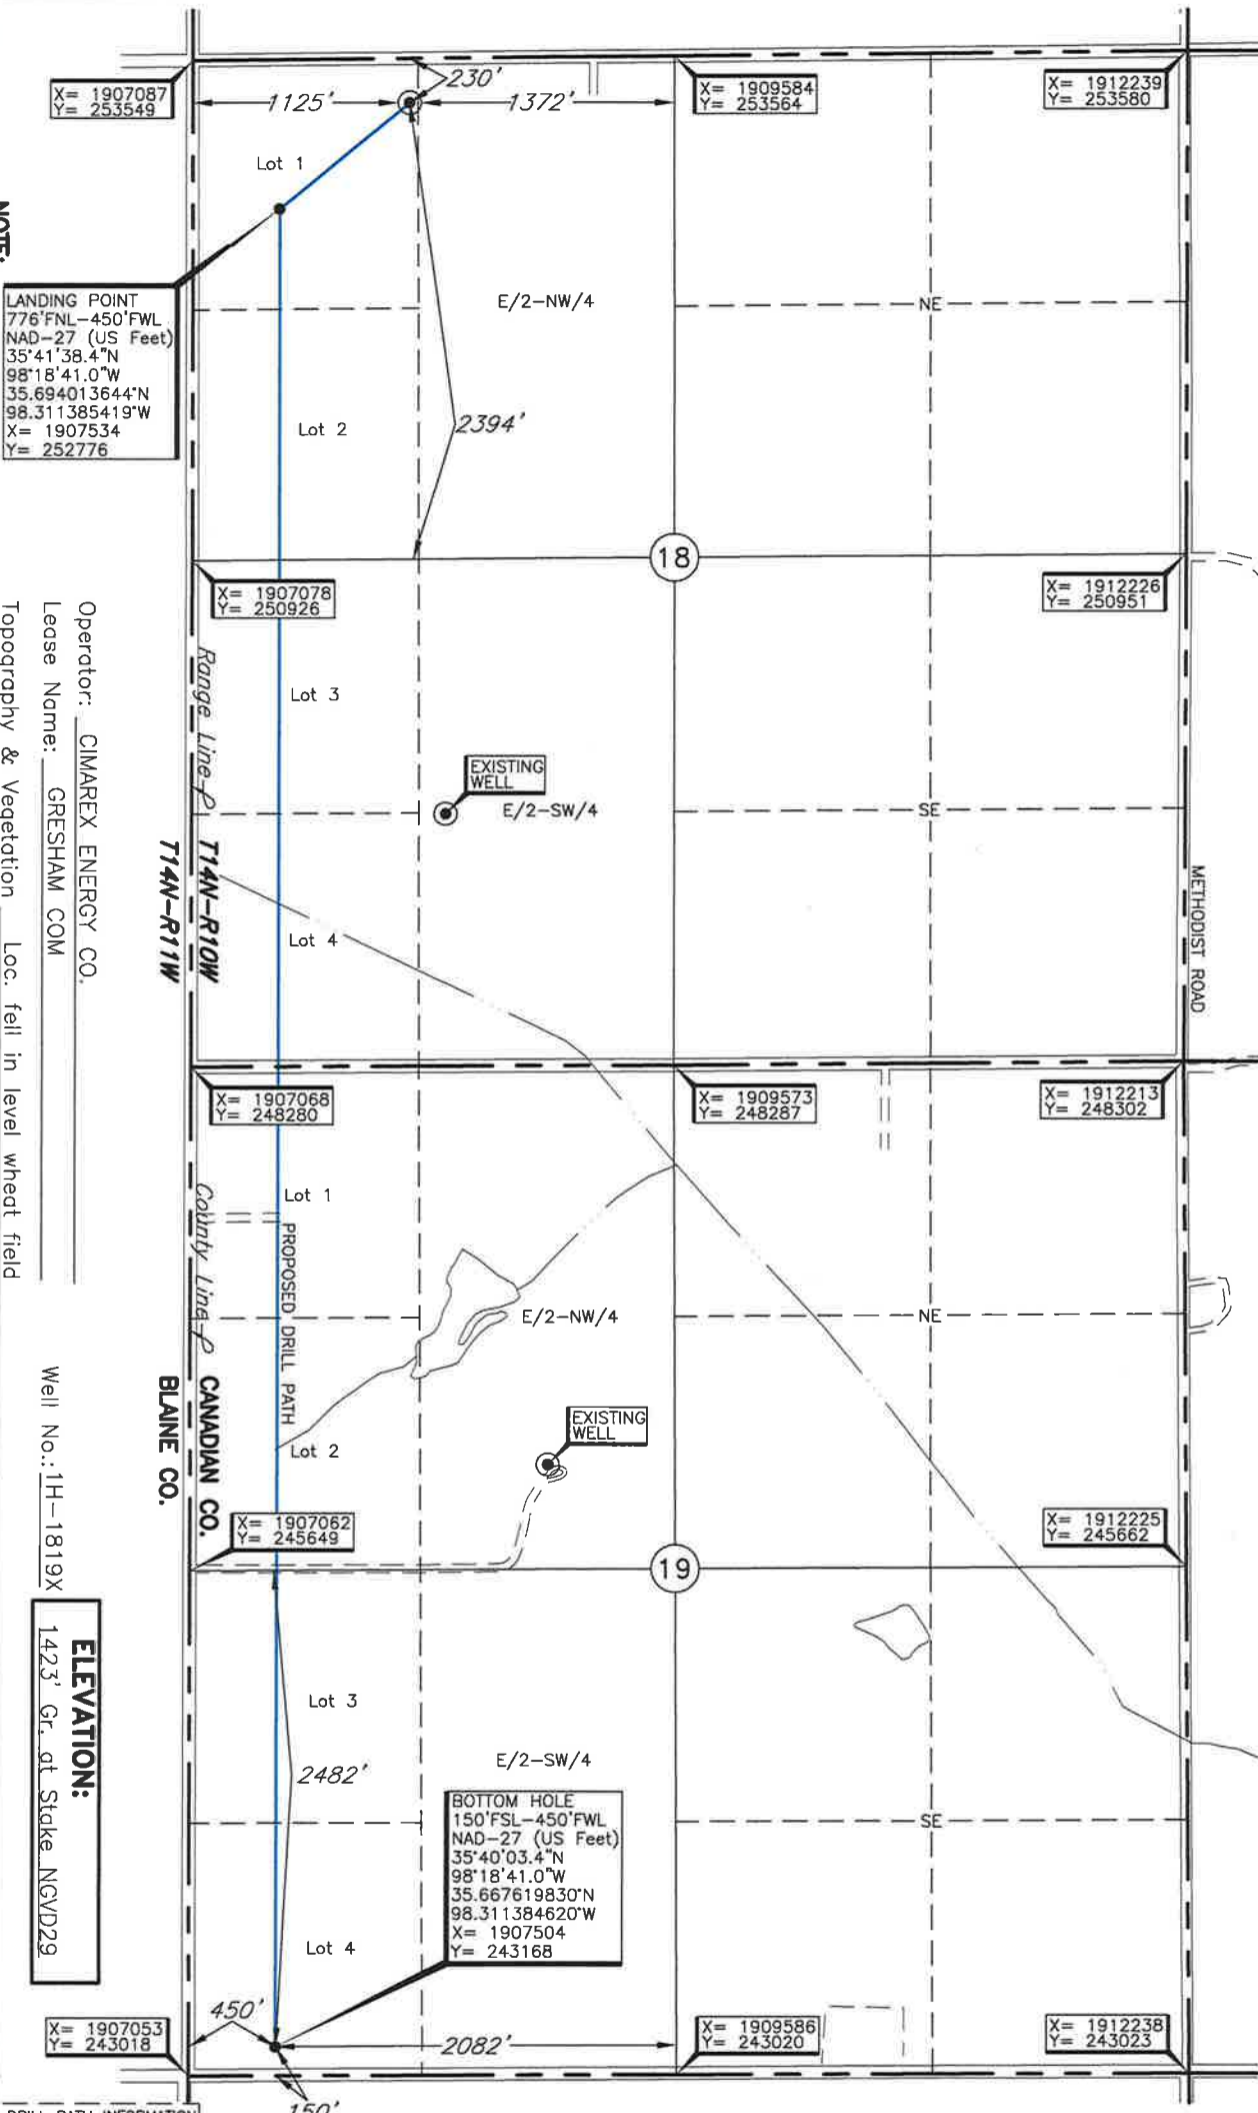 X= 1907087
Y= 253549
230'
1125'
1372'
X= 1909584
Y= 253564
X= 1912239
Y= 253580
Lot 1
NOTE:
LANDING POINT
776'FNL-450'FWL
NAD-27 (US Feet)
35°41'38.4"N
98°18'41.0"W
35.694013644°N
98.311385419°W
X= 1907534
Y= 252776
E/2-NW/4
NE
Lot 2
2394'
18
X= 1907078
Y= 250926
X= 1912226
Y= 250951
Range Line
Lot 3
EXISTING
WELL
E/2-SW/4
SE
T14N-R10W
T14N-R11W
METHODIST ROAD
Lot 4
Operator: CIMAREX ENERGY CO.
Lease Name: GRESHAM COM
Topography & Vegetation Loc. fell in level wheat field
X= 1907068
Y= 248280
X= 1909573
Y= 248287
X= 1912213
Y= 248302
County Line
Lot 1
PROPOSED DRILL PATH
E/2-NW/4
NE
CANADIAN CO.
BLAINE CO.
Well No.: 1H-1819X
EXISTING
WELL
Lot 2
X= 1907062
Y= 245649
X= 1912225
Y= 245662
19
ELEVATION:
1423' Gr. at Stake NGVD29
Lot 3
2482'
E/2-SW/4
BOTTOM HOLE
150'FSL-450'FWL
NAD-27 (US Feet)
35°40'03.4"N
98°18'41.0"W
35.667619830°N
98.311384620°W
X= 1907504
Y= 243168
SE
Lot 4
450'
X= 1907053
Y= 243018
2082'
X= 1909586
Y= 243020
X= 1912238
Y= 243023
150'
DRILL PATH INFORMATION